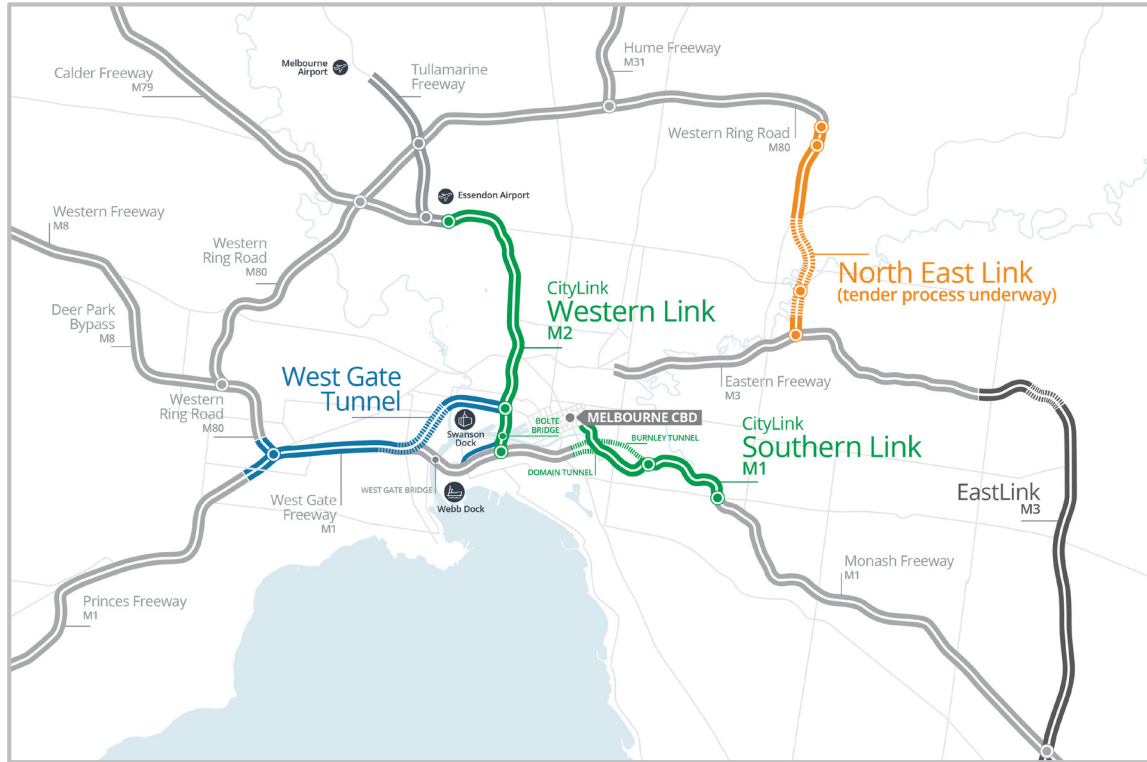 Hume Freeway
M31
Melbourne
Airport
Tullamarine
Freeway
Calder Freeway
M79
Western Ring Road
M80
Essendon Airport
Western Freeway
M8
Western
Ring Road
M80
North East Link
(tender process underway)
CityLink
Western Link
M2
Deer Park
Bypass
M8
West Gate
Tunnel
Eastern Freeway
M3
Western
Ring Road
M80
Swanson
Dock
BOLTE
BRIDGE
MELBOURNE CBD
BURNLEY TUNNEL
CityLink
Southern Link
M1
DOMAIN TUNNEL
WEST GATE BRIDGE
West Gate
Freeway
M1
Webb Dock
EastLink
M3
Monash Freeway
M1
Princes Freeway
M1